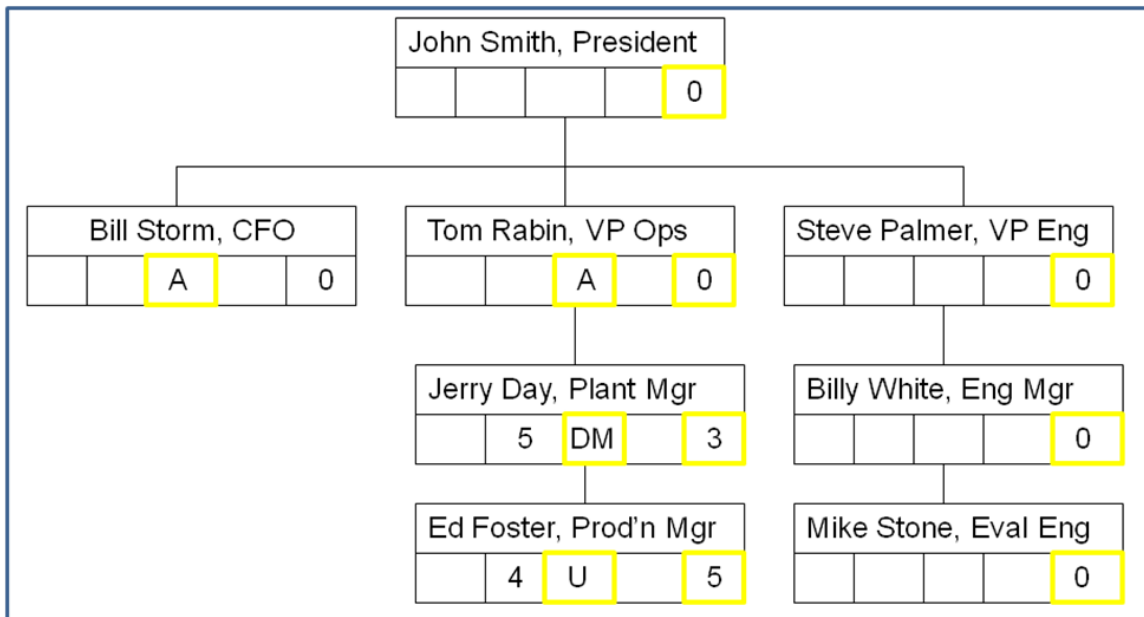 John Smith, President
0
Bill Storm, CFO
A 0
Tom Rabin, VP Ops
A 0
Steve Palmer, VP Eng
0
Jerry Day, Plant Mgr
5 DM 3
Billy White, Eng Mgr
0
Ed Foster, Prod'n Mgr
4 U 5
Mike Stone, Eval Eng
0